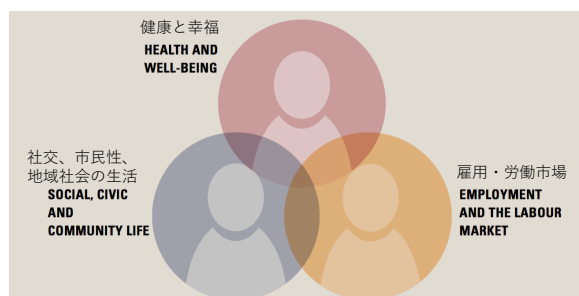 健康と幸福
HEALTH AND
WELL-BEING
社交、市民性、
地域社会の生活
SOCIAL, CIVIC
AND
COMMUNITY LIFE
雇用・労働市場
EMPLOYMENT
AND THE LABOUR
MARKET